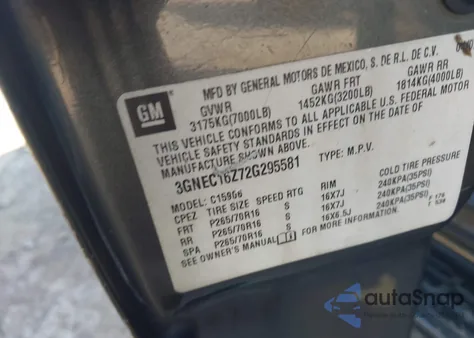 GM
MFD BY GENERAL MOTORS DE MEXICO, S. DE R.L. DE C.V.
GVWR GAWR FRT GAWR RR
3175KG(7000LB) 1452KG(3200LB) 1814KG(4000LB)
THIS VEHICLE CONFORMS TO ALL APPLICABLE U.S. FEDERAL MOTOR
VEHICLE SAFETY STANDARDS IN EFFECT ON THE DATE OF
MANUFACTURE SHOWN ABOVE.
3GNEC16Z72G295581 TYPE: M.P.V.
MODEL: C15906
CPEZ TIRE SIZE SPEED RTG RIM COLD TIRE PRESSURE
FRT P265/70R16 S 16X7J 240KPA(35PSI)
RR P265/70R16 S 16X7J 240KPA(35PSI)
SPA P265/70R16 S 16X6.5J 240KPA(35PSI)
SEE OWNER'S MANUAL FOR MORE INFORMATION.
autoSnap